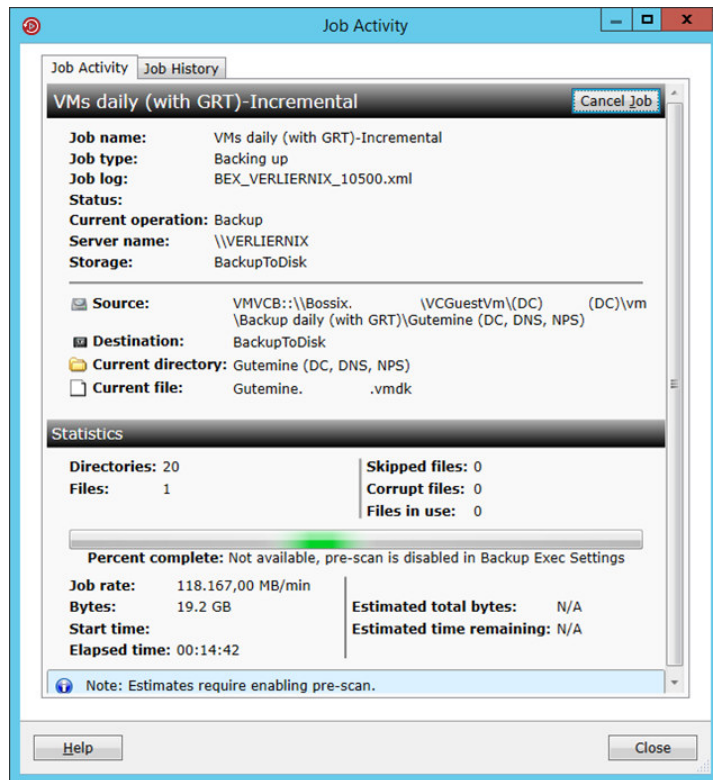 Job Activity
Job Activity Job History
VMs daily (with GRT)-Incremental Cancel Job
Job name: VMs daily (with GRT)-Incremental
Job type: Backing up
Job log: BEX_VERLIERNIX_10500.xml
Status:
Current operation: Backup
Server name: \\VERLIERNIX
Storage: BackupToDisk
Source: VMVCB::\\Bossix. \VCGuestVm\(DC) (DC)\vm
\Backup daily (with GRT)\Gutemine (DC, DNS, NPS)
Destination: BackupToDisk
Current directory: Gutemine (DC, DNS, NPS)
Current file: Gutemine. .vmdk
Statistics
Directories: 20 Skipped files: 0
Files: 1 Corrupt files: 0
Files in use: 0
Percent complete: Not available, pre-scan is disabled in Backup Exec Settings
Job rate: 118.167,00 MB/min
Bytes: 19.2 GB Estimated total bytes: N/A
Start time: Estimated time remaining: N/A
Elapsed time: 00:14:42
Note: Estimates require enabling pre-scan.
Help Close